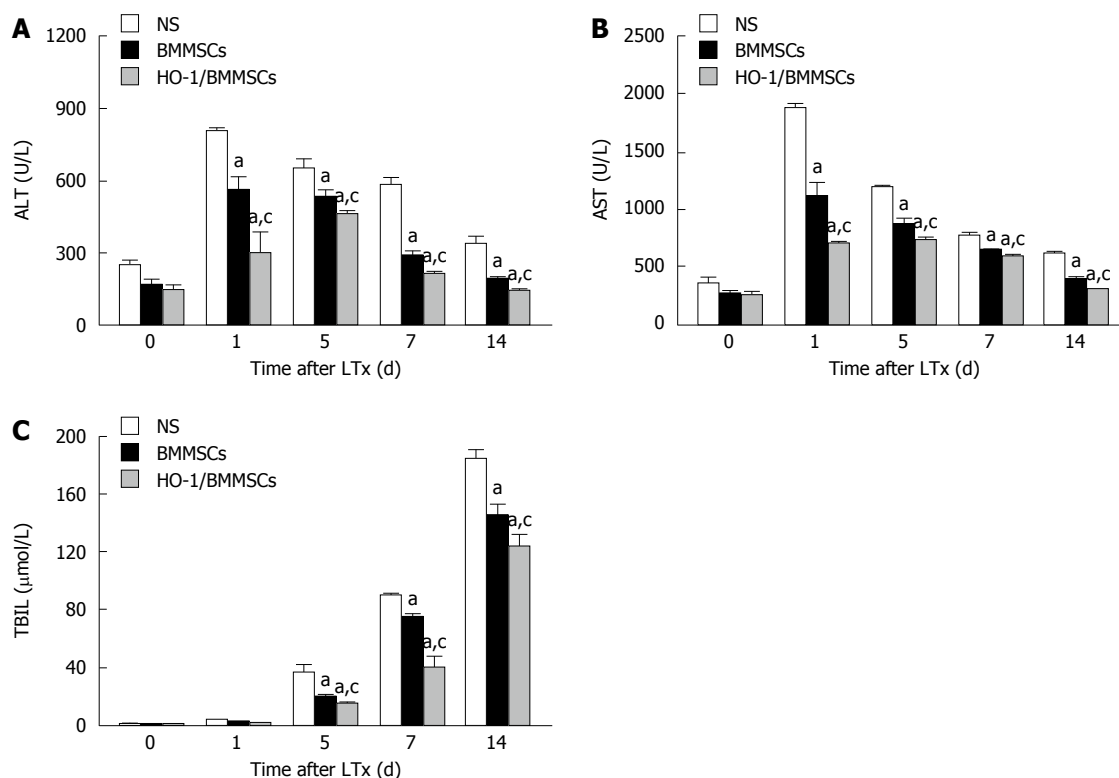 A
NS
BMMSCs
HO-1/BMMSCs
ALT (U/L)
1200
900
600
300
0
a
a,c
a
a,c
a
a,c
a
a,c
0 1 5 7 14
Time after LTx (d)
B
NS
BMMSCs
HO-1/BMMSCs
AST (U/L)
2500
2000
1500
1000
500
0
a
a,c
a
a,c
a
a,c
a
a,c
0 1 5 7 14
Time after LTx (d)
C
NS
BMMSCs
HO-1/BMMSCs
TBIL (μmol/L)
200
160
120
80
40
0
a
a,c
a
a,c
a
a,c
0 1 5 7 14
Time after LTx (d)